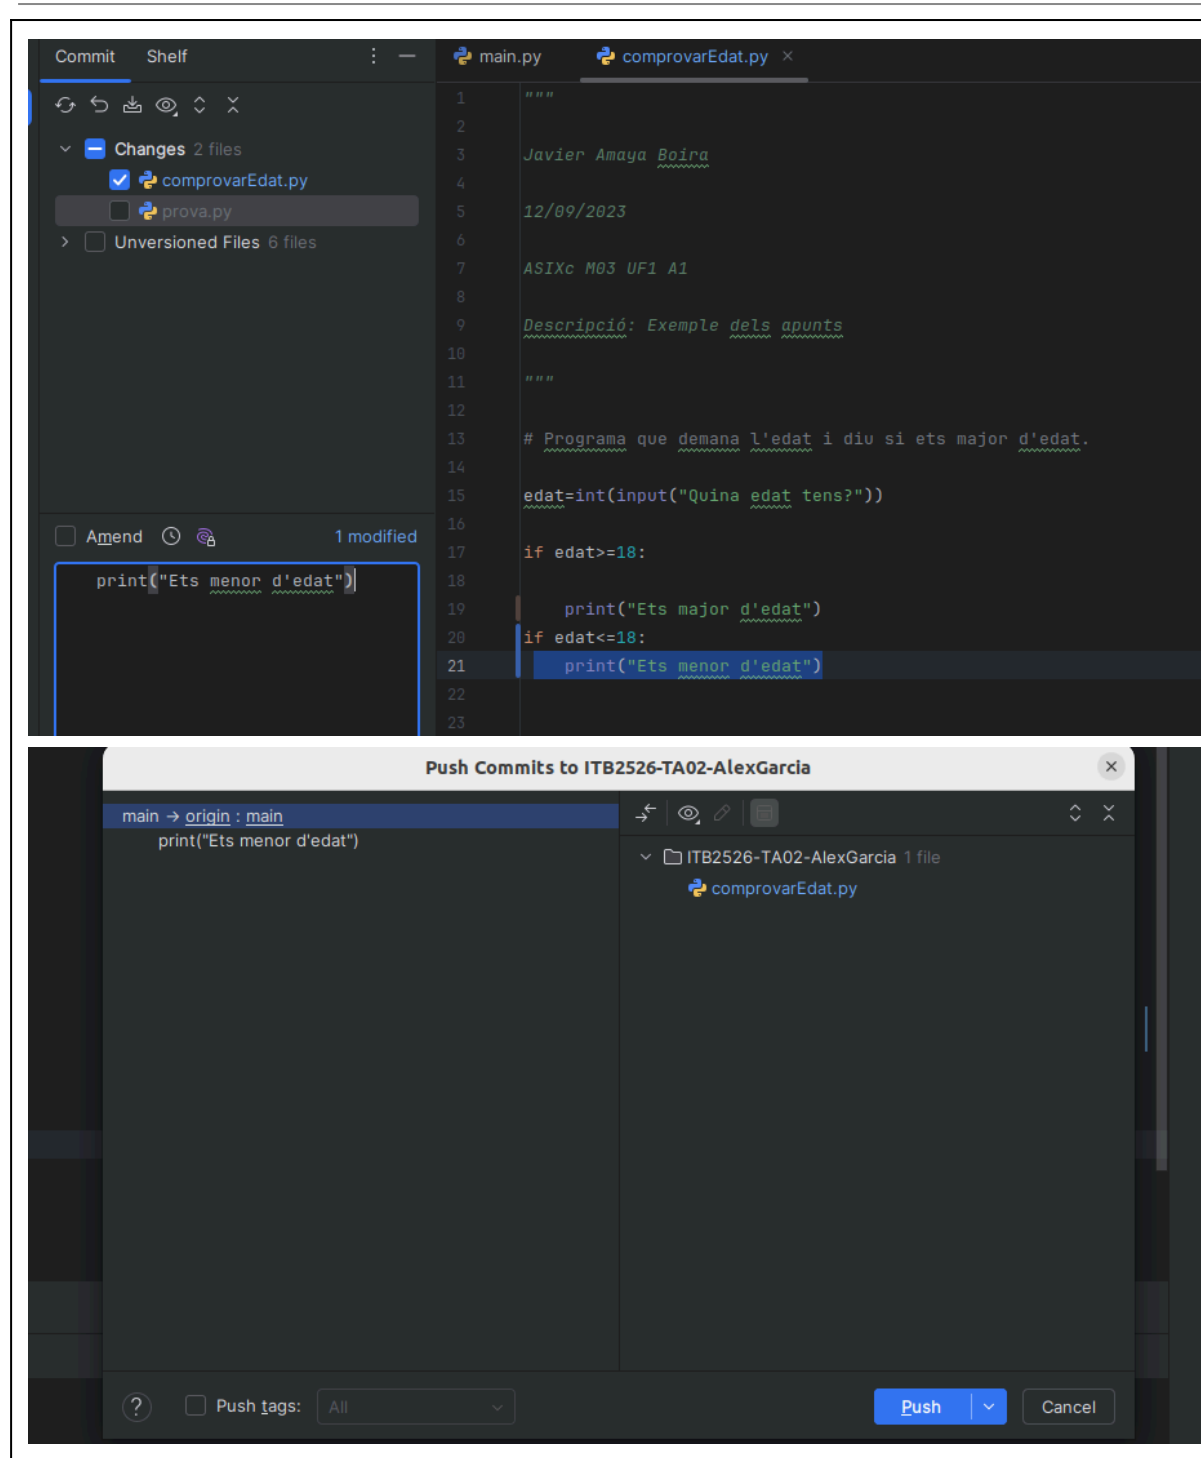 Commit Shelf
main.py comprovarEdat.py
Changes 2 files
comprovarEdat.py
prova.py
Unversioned Files 6 files
Amend 1 modified
print("Ets menor d'edat")
1 """
2
3 Javier Amaya Boira
4
5 12/09/2023
6
7 ASIXc M03 UF1 A1
8
9 Descripció: Exemple dels apunts
10
11 """
12
13 # Programa que demana l'edat i diu si ets major d'edat.
14
15 edat=int(input("Quina edat tens?"))
16
17 if edat>=18:
18
19 print("Ets major d'edat")
20 if edat<=18:
21 print("Ets menor d'edat")
22
23
Push Commits to ITB2526-TA02-AlexGarcia
main → origin : main
print("Ets menor d'edat")
ITB2526-TA02-AlexGarcia 1 file
comprovarEdat.py
? Push tags: All
Push Cancel